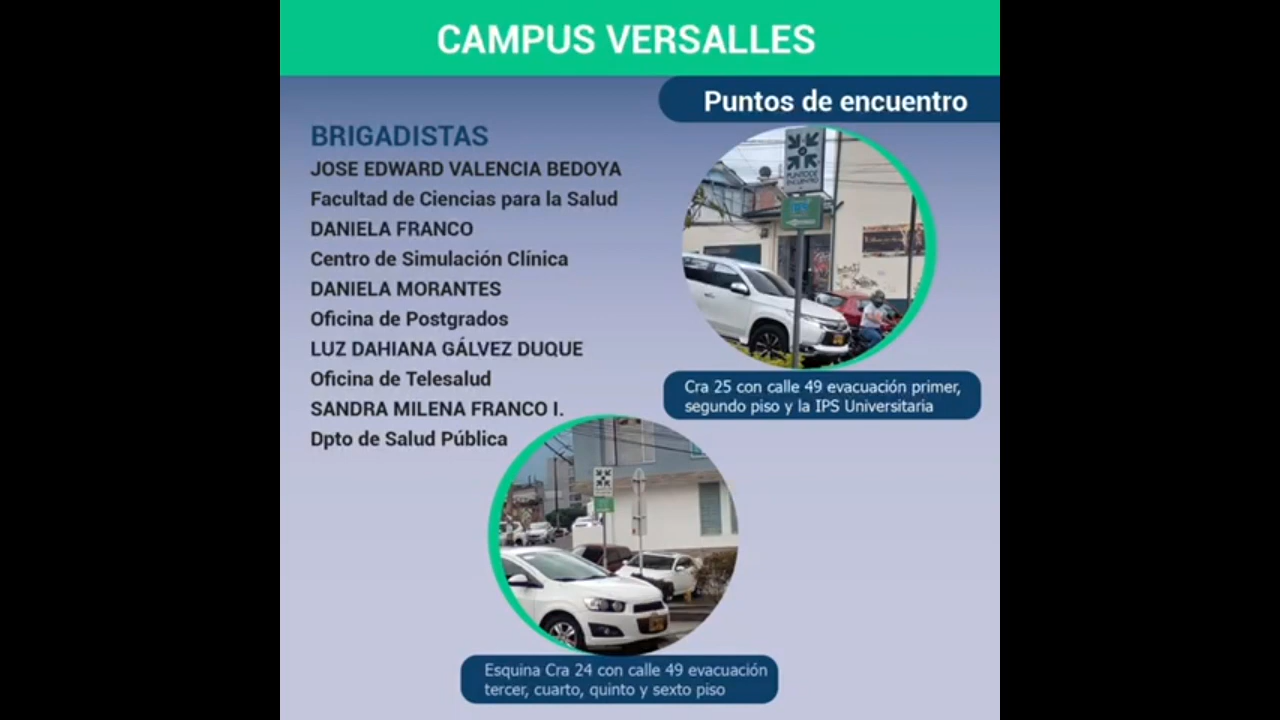 CAMPUS VERSALLES
Puntos de encuentro
BRIGADISTAS
JOSE EDWARD VALENCIA BEDOYA
Facultad de Ciencias para la Salud
DANIELA FRANCO
Centro de Simulación Clínica
DANIELA MORANTES
Oficina de Postgrados
LUZ DAHIANA GÁLVEZ DUQUE
Oficina de Telesalud
SANDRA MILENA FRANCO I.
Dpto de Salud Pública
PUNTO DE
ENCUENTRO
Cra 25 con calle 49 evacuación primer,
segundo piso y la IPS Universitaria
Esquina Cra 24 con calle 49 evacuación
tercer, cuarto, quinto y sexto piso